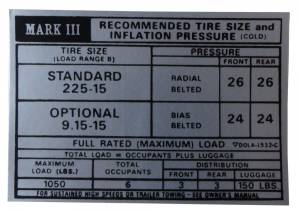 MARK III RECOMMENDED TIRE SIZE and
INFLATION PRESSURE (COLD)
TIRE SIZE PRESSURE
(LOAD RANGE B) FRONT REAR
STANDARD RADIAL 26 26
225-15 BELTED
OPTIONAL BIAS 24 24
9.15-15 BELTED
FULL RATED (MAXIMUM) LOAD
TOTAL LOAD = OCCUPANTS PLUS LUGGAGE
MAXIMUM TOTAL DISTRIBUTION
LOAD (LBS.) OCCUPANTS FRONT REAR LUGGAGE
1050 6 3 3 150 LBS.
FOR SUSTAINED HIGH SPEEDS OR TRAILER TOWING—SEE OWNER'S MANUAL